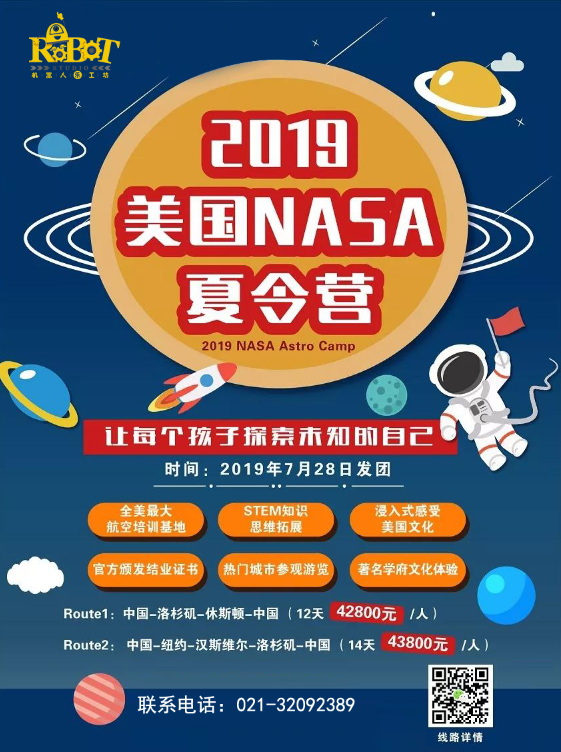 ROBOT
STUDIO
机器人乐工坊
2019
美国NASA
夏令营
2019 NASA Astro Camp
让每个孩子探索未知的自己
时间：2019年7月28日发团
全美最大
航空培训基地
STEM知识
思维拓展
浸入式感受
美国文化
官方颁发结业证书
热门城市参观游览
著名学府文化体验
Route1：中国-洛杉矶-休斯顿-中国（12天 42800元 /人）
Route2：中国-纽约-汉斯维尔-洛杉矶-中国（14天 43800元 /人）
联系电话：021-32092389
线路详情